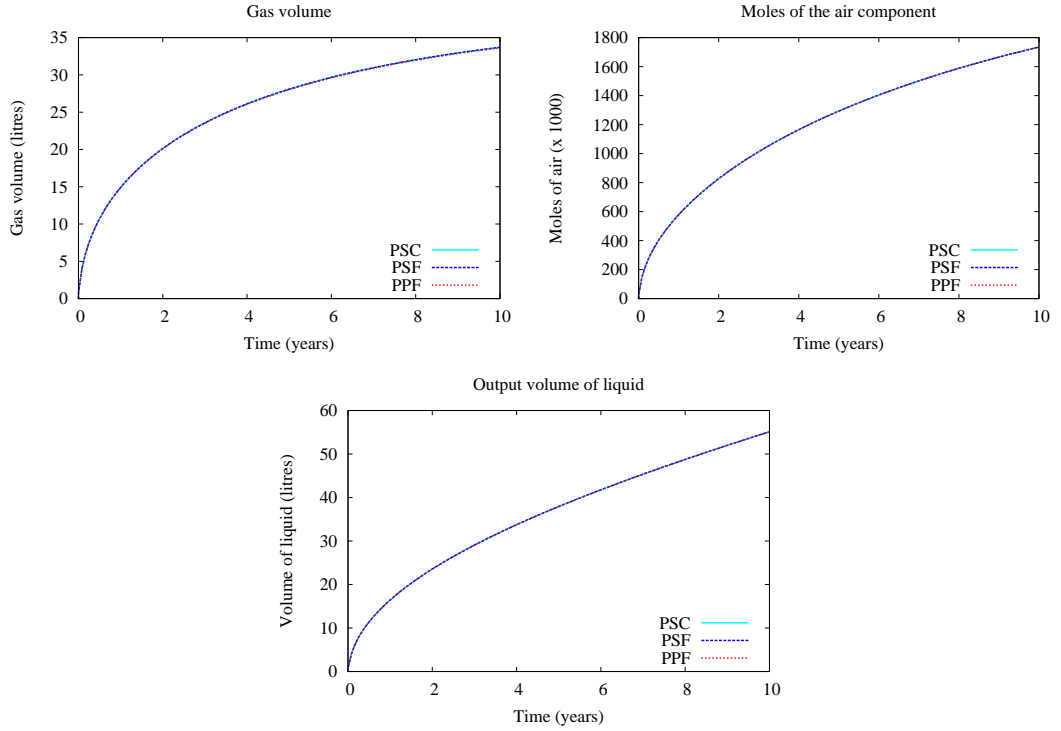 Gas volume
Gas volume (litres)
35
30
25
20
15
10
5
0
0 2 4 6 8 10
Time (years)
PSC
PSF
PPF
Moles of the air component
Moles of air (x 1000)
1800
1600
1400
1200
1000
800
600
400
200
0
0 2 4 6 8 10
Time (years)
PSC
PSF
PPF
Output volume of liquid
Volume of liquid (litres)
60
50
40
30
20
10
0
0 2 4 6 8 10
Time (years)
PSC
PSF
PPF